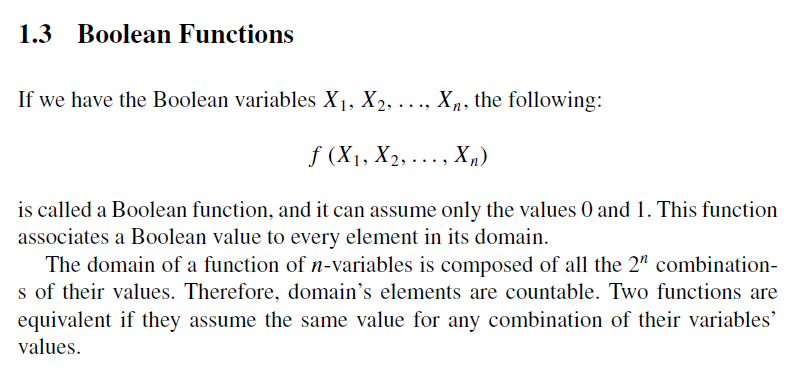 1.3 Boolean Functions
If we have the Boolean variables X₁, X₂, . . ., Xₙ, the following:
f (X₁, X₂, . . . , Xₙ)
is called a Boolean function, and it can assume only the values 0 and 1. This function
associates a Boolean value to every element in its domain.
The domain of a function of n-variables is composed of all the 2ⁿ combination-
s of their values. Therefore, domain’s elements are countable. Two functions are
equivalent if they assume the same value for any combination of their variables’
values.